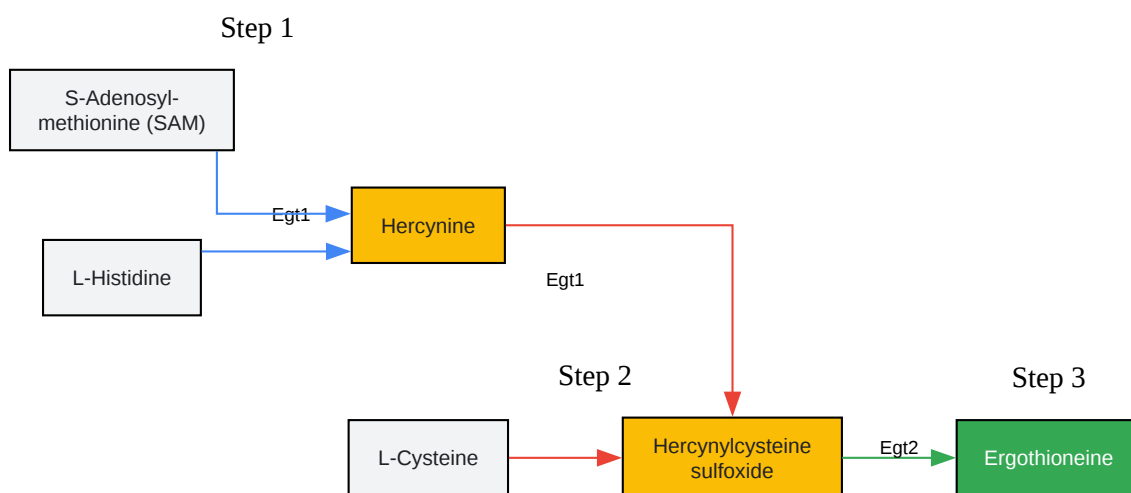 Step 1
S-Adenosyl-
methionine (SAM)
Egt1
Hercynine
L-Histidine
Egt1
Step 2
Step 3
L-Cysteine
Hercynylcysteine
sulfoxide
Egt2
Ergothioneine